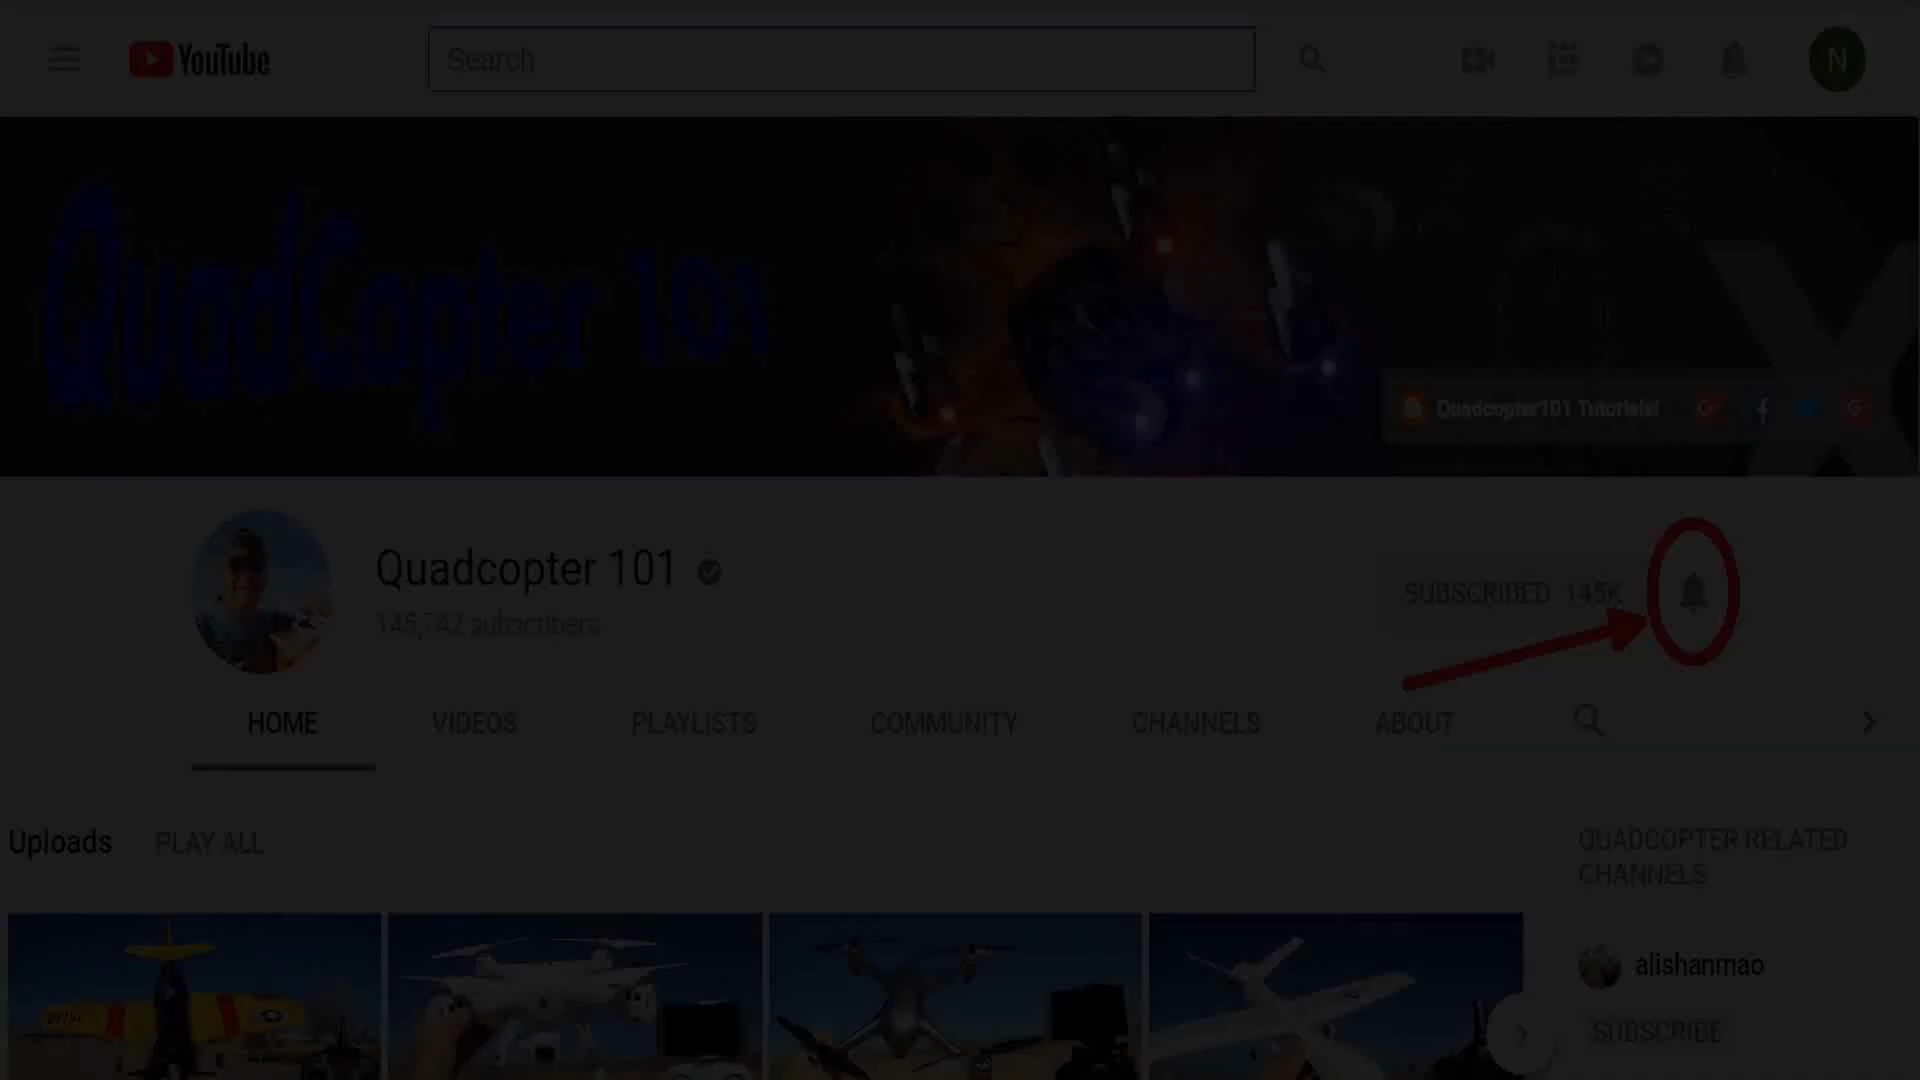 YouTube
Search
N
QuadCopter 101
Quadcopter101 Tutorials!
Quadcopter 101
145,742 subscribers
SUBSCRIBED 145K
HOME VIDEOS PLAYLISTS COMMUNITY CHANNELS ABOUT
Uploads PLAY ALL
QUADCOPTER RELATED
CHANNELS
alishanmao
SUBSCRIBE